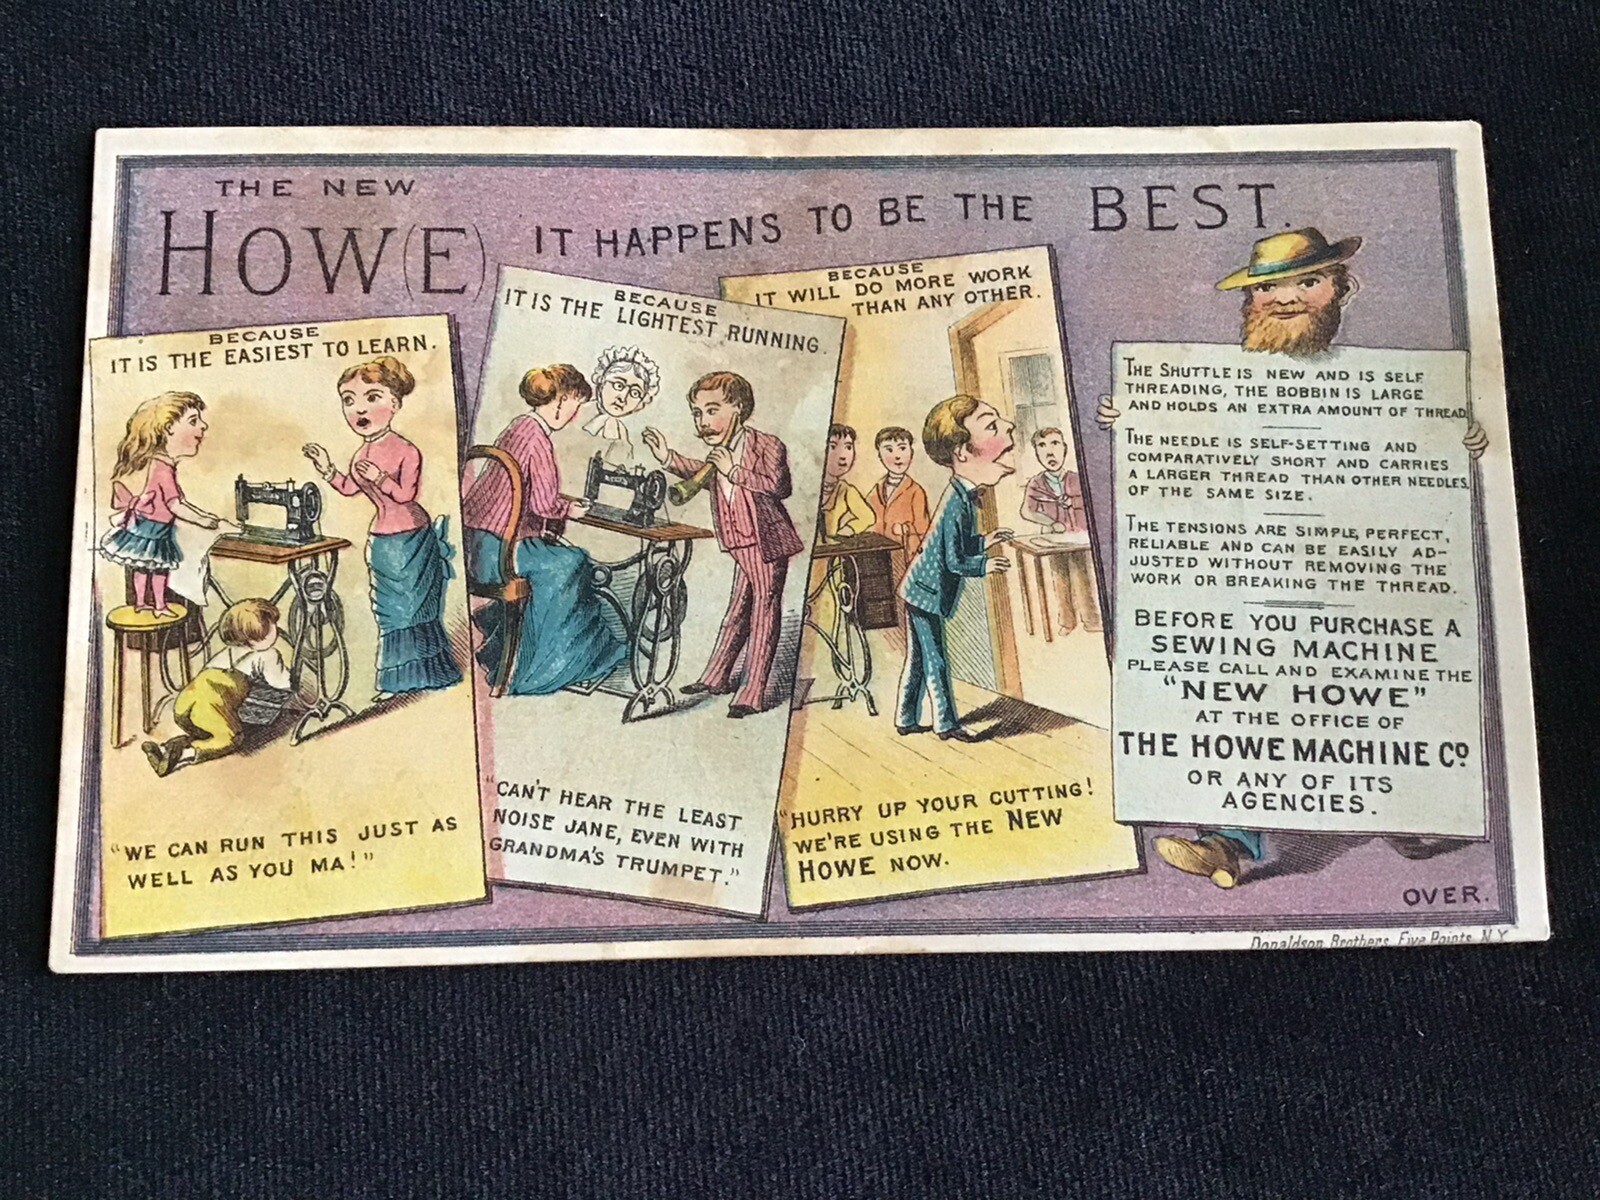 THE NEW
HOW(E) IT HAPPENS TO BE THE BEST.
BECAUSE
IT IS THE EASIEST TO LEARN.
"WE CAN RUN THIS JUST AS
WELL AS YOU MA!"
BECAUSE
IT IS THE LIGHTEST RUNNING.
"CAN'T HEAR THE LEAST
NOISE JANE, EVEN WITH
GRANDMA'S TRUMPET."
BECAUSE
IT WILL DO MORE WORK
THAN ANY OTHER.
"HURRY UP YOUR CUTTING!
WE'RE USING THE NEW
HOWE NOW.
THE SHUTTLE IS NEW AND IS SELF
THREADING, THE BOBBIN IS LARGE
AND HOLDS AN EXTRA AMOUNT OF THREAD
THE NEEDLE IS SELF-SETTING AND
COMPARATIVELY SHORT AND CARRIES
A LARGER THREAD THAN OTHER NEEDLES,
OF THE SAME SIZE.
THE TENSIONS ARE SIMPLE, PERFECT,
RELIABLE AND CAN BE EASILY AD-
JUSTED WITHOUT REMOVING THE
WORK OR BREAKING THE THREAD.
BEFORE YOU PURCHASE A
SEWING MACHINE
PLEASE CALL AND EXAMINE THE
"NEW HOWE"
AT THE OFFICE OF
THE HOWE MACHINE CO.
OR ANY OF ITS
AGENCIES.
OVER.
Donaldson Brothers, Five Points, N.Y.